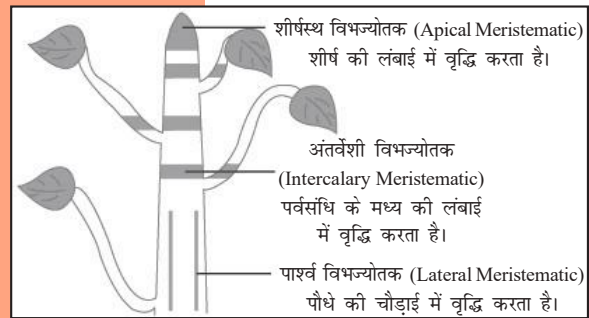 शीर्षस्थ विभज्योतक (Apical Meristematic)
शीर्ष की लंबाई में वृद्धि करता है।
अंतर्वेशी विभज्योतक
(Intercalary Meristematic)
पर्वसंधि के मध्य की लंबाई
में वृद्धि करता है।
पार्श्व विभज्योतक (Lateral Meristematic)
पौधे की चौड़ाई में वृद्धि करता है।